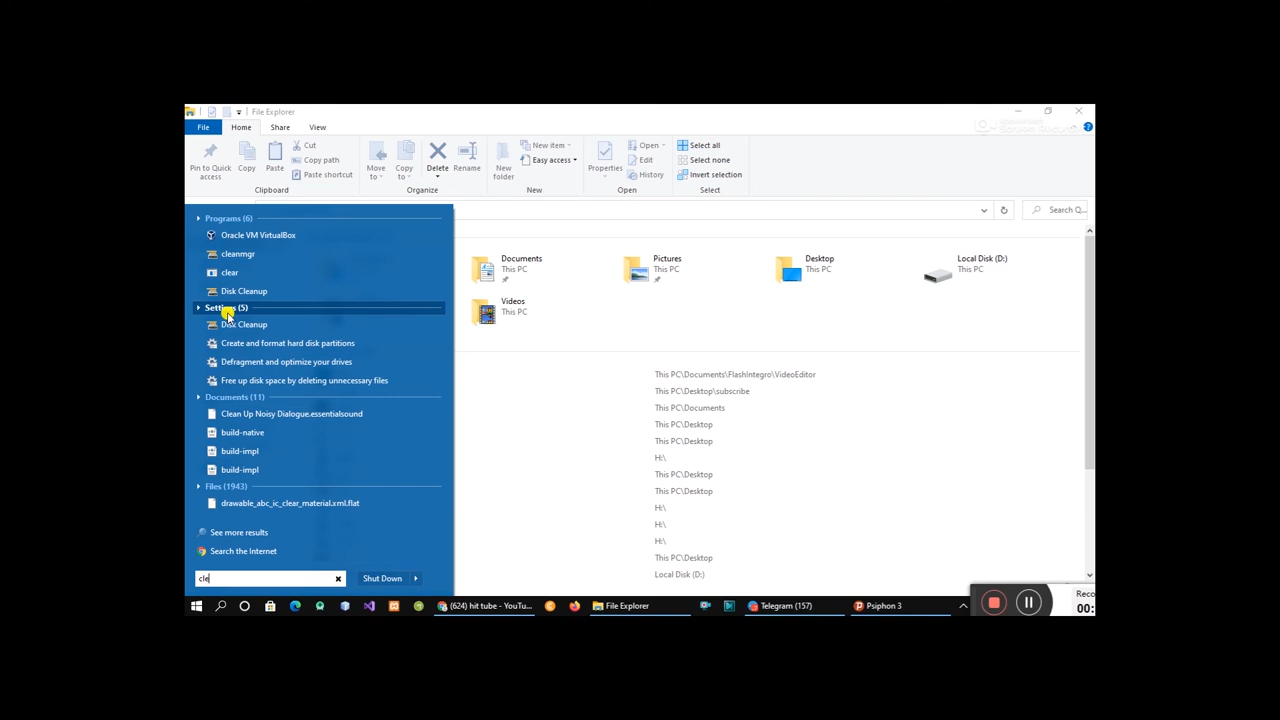 File Explorer
File Home Share View
Pin to Quick access
Copy
Paste
Cut
Copy path
Paste shortcut
Clipboard
Move to
Copy to
Delete
Rename
Organize
New folder
New item
Easy access
New
Properties
Open
Edit
History
Open
Select all
Select none
Invert selection
Select
Search Q...
Programs (6)
Oracle VM VirtualBox
cleanmgr
clear
Disk Cleanup
Settings (5)
Disk Cleanup
Create and format hard disk partitions
Defragment and optimize your drives
Free up disk space by deleting unnecessary files
Documents (11)
Clean Up Noisy Dialogue.essentialsound
build-native
build-impl
build-impl
Files (1943)
drawable_abc_ic_clear_material.xml.flat
See more results
Search the Internet
cle
Shut Down
Documents
This PC
Pictures
This PC
Desktop
This PC
Local Disk (D:)
This PC
Videos
This PC
This PC\Documents\FlashIntegro\VideoEditor
This PC\Desktop\subscribe
This PC\Documents
This PC\Desktop
This PC\Desktop
H:\
This PC\Desktop
This PC\Desktop
H:\
H:\
H:\
This PC\Desktop
Local Disk (D:)
(624) hit tube - YouTu...
File Explorer
Telegram (157)
Psiphon 3
Reco
00: